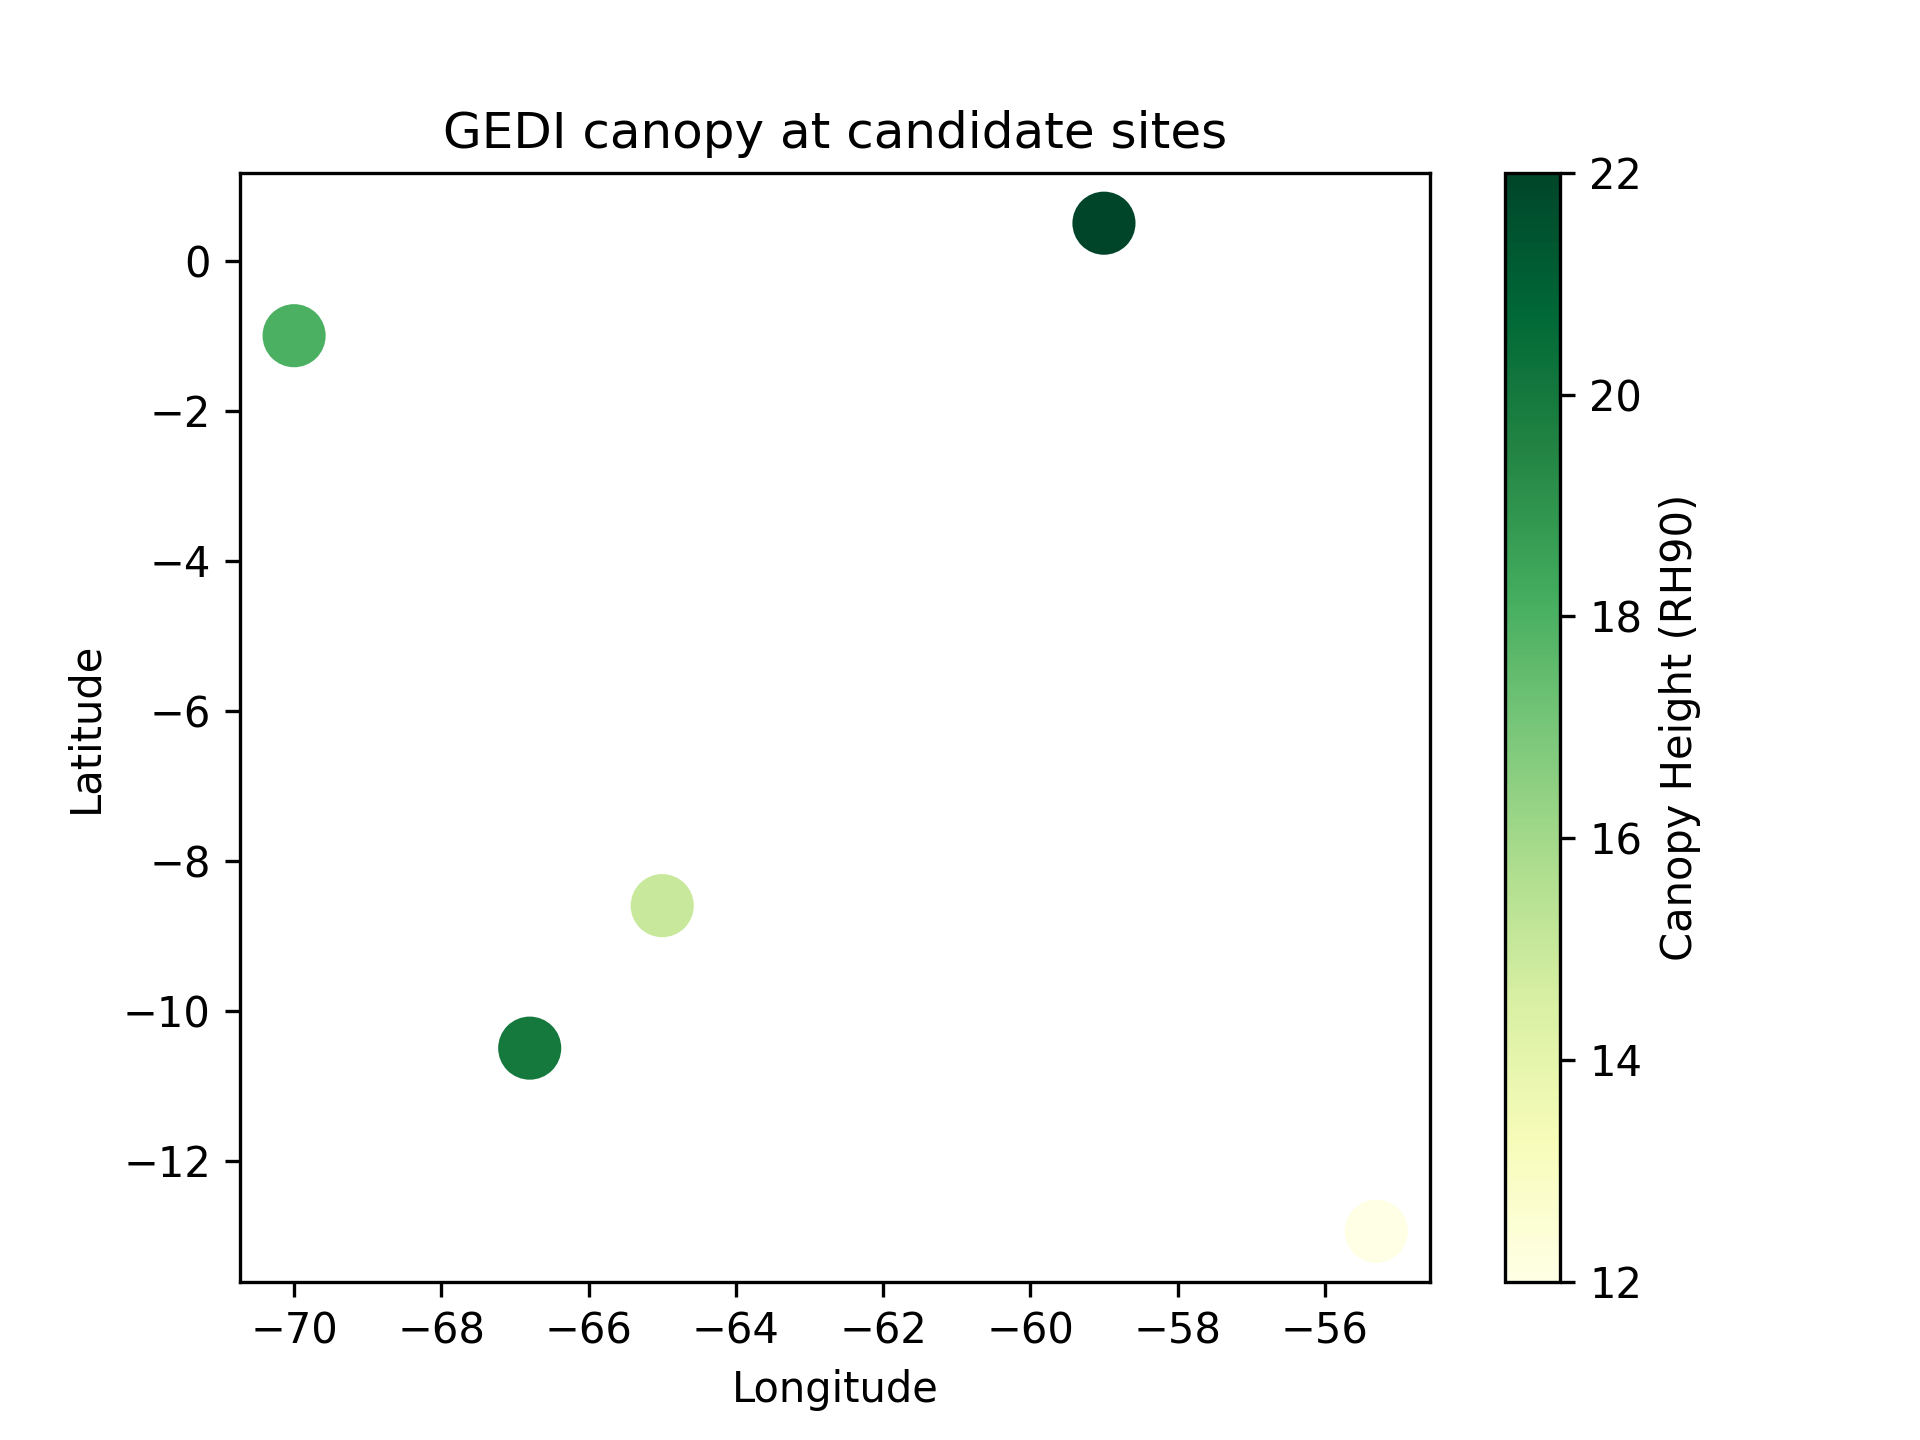 GEDI canopy at candidate sites
0
−2
−4
−6
−8
−10
−12
Latitude
−70 −68 −66 −64 −62 −60 −58 −56
Longitude
22
20
18
16
14
12
Canopy Height (RH90)